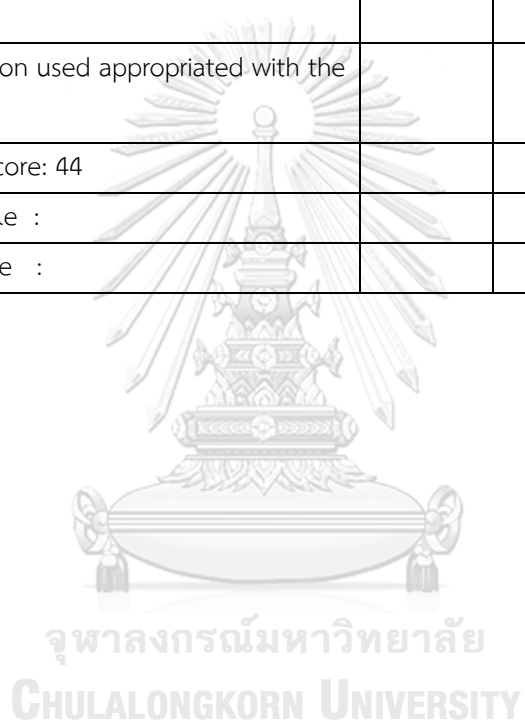 on used appropriated with the
core: 44
le :
e :
จุฬาลงกรณ์มหาวิทยาลัย
CHULALONGKORN UNIVERSITY